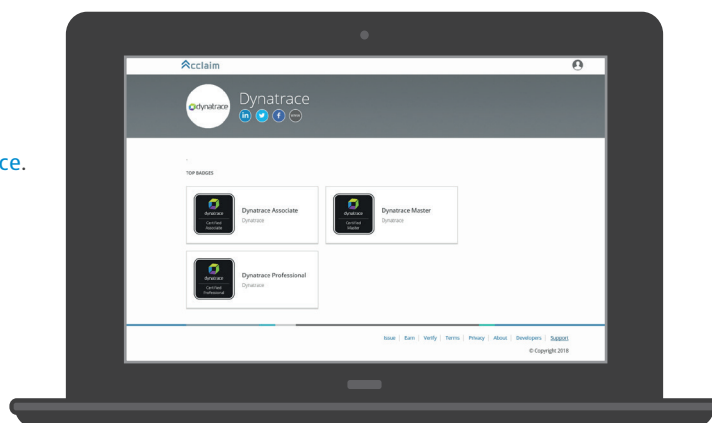 Acclaim
dynatrace
Dynatrace
ce.
TOP BADGES
dynatrace
Certified
Associate
Dynatrace Associate
Dynatrace
dynatrace
Certified
Master
Dynatrace Master
Dynatrace
dynatrace
Certified
Professional
Dynatrace Professional
Dynatrace
Issue | Earn | Verify | Terms | Privacy | About | Developers | Support
© Copyright 2018